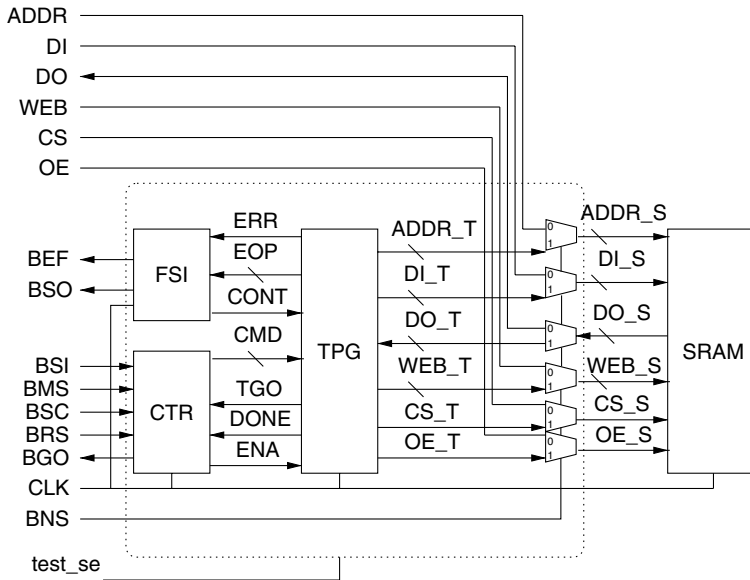 ADDR
DI
DO
WEB
CS
OE
ERR
ADDR_T
0
1
ADDR_S
BEF
FSI
EOP
DI_T
0
1
DI_S
BSO
CONT
DO_T
0
1
DO_S
CMD
TPG
SRAM
BSI
WEB_T
0
1
WEB_S
BMS
TGO
BSC
CTR
CS_T
0
1
CS_S
DONE
BRS
OE_T
0
1
OE_S
BGO
ENA
CLK
BNS
test_se